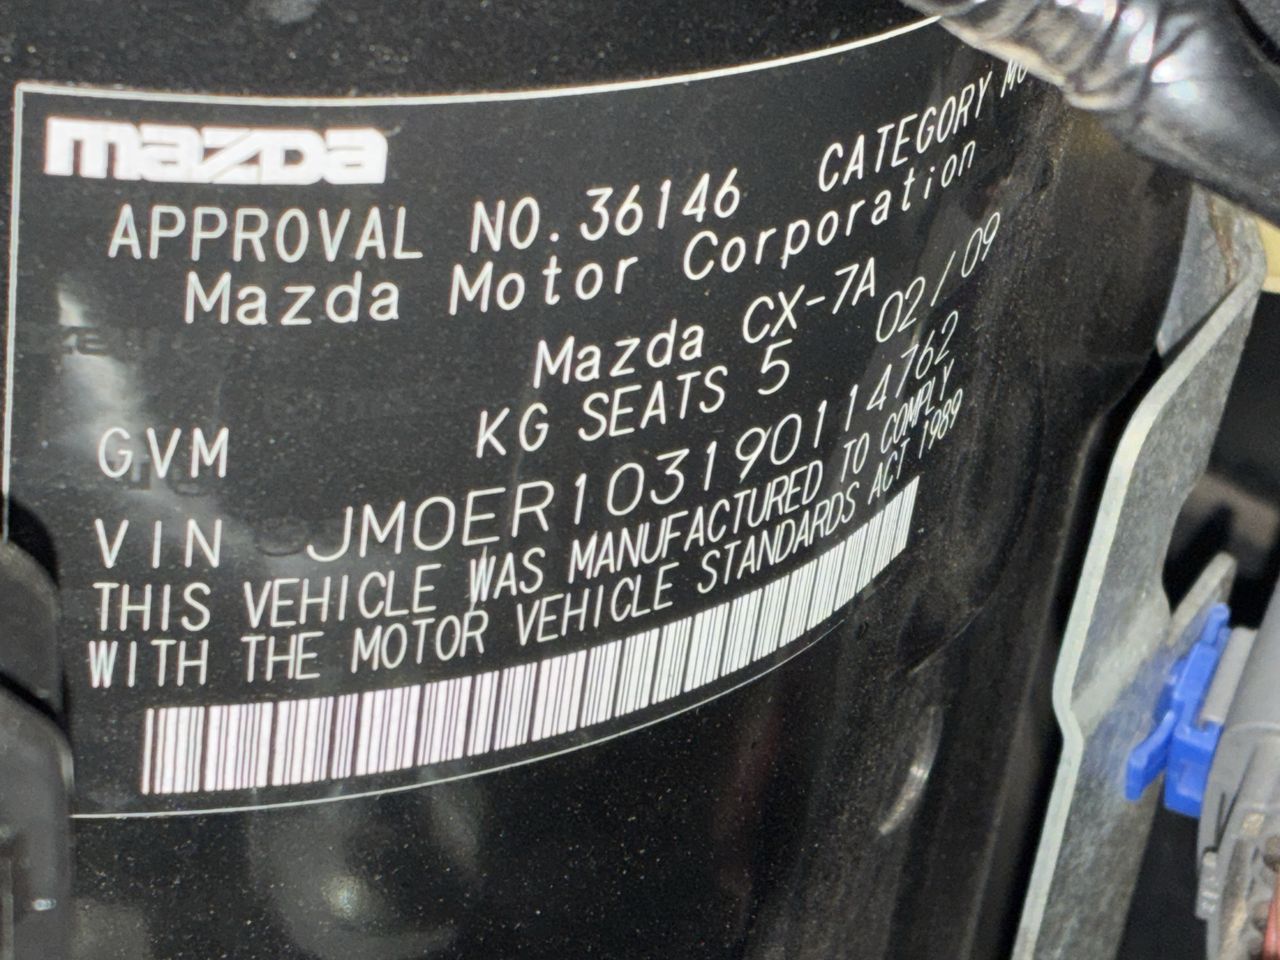 mazda
APPROVAL NO. 36146 CATEGORY
Mazda Motor Corporation
Mazda CX-7A 02/09
GVM KG SEATS 5
VIN JM0ER103190114762
THIS VEHICLE WAS MANUFACTURED TO COMPLY
WITH THE MOTOR VEHICLE STANDARDS ACT 1989